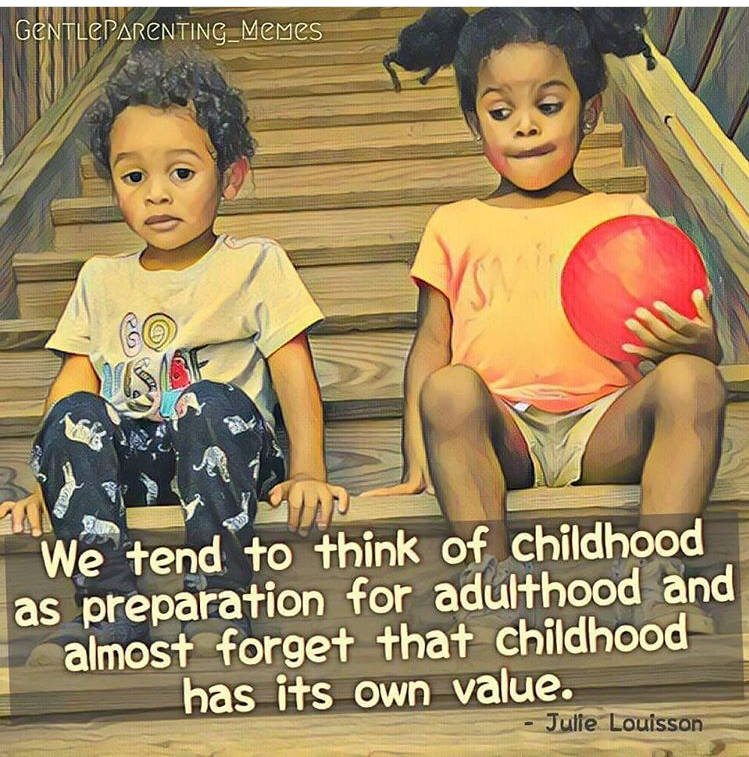 GentleParenting_Memes
GO
We tend to think of childhood
as preparation for adulthood and
almost forget that childhood
has its own value.
- Julie Louisson